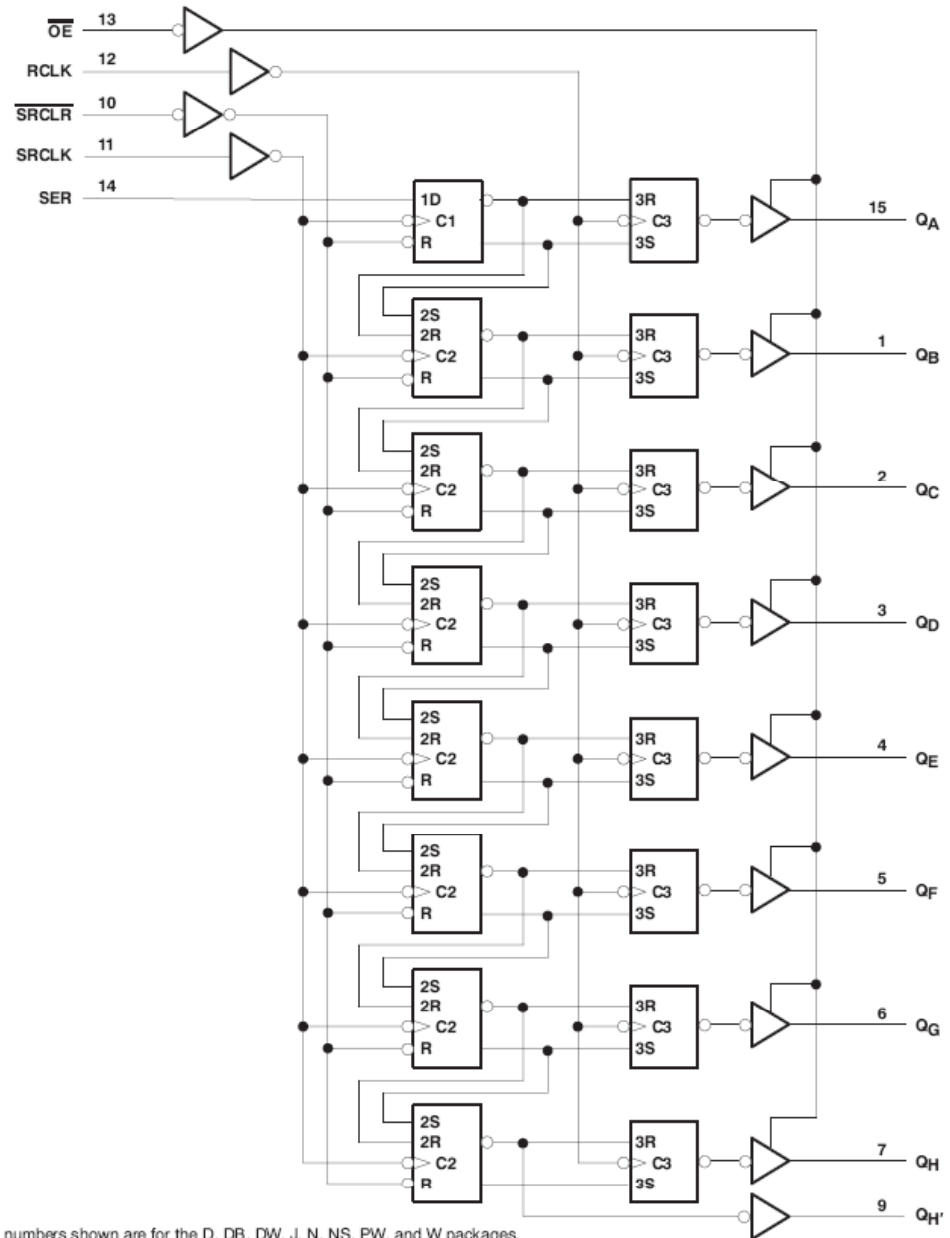 OE 13
RCLK 12
SRCLR 10
SRCLK 11
SER 14
1D
C1
R
3R
C3
3S
15 QA
2S
2R
C2
R
3R
C3
3S
1 QB
2S
2R
C2
R
3R
C3
3S
2 QC
2S
2R
C2
R
3R
C3
3S
3 QD
2S
2R
C2
R
3R
C3
3S
4 QE
2S
2R
C2
R
3R
C3
3S
5 QF
2S
2R
C2
R
3R
C3
3S
6 QG
2S
2R
C2
R
3R
C3
3S
7 QH
9 QH'
numbers shown are for the D, DB, DW, J, N, NS, PW, and W packages.